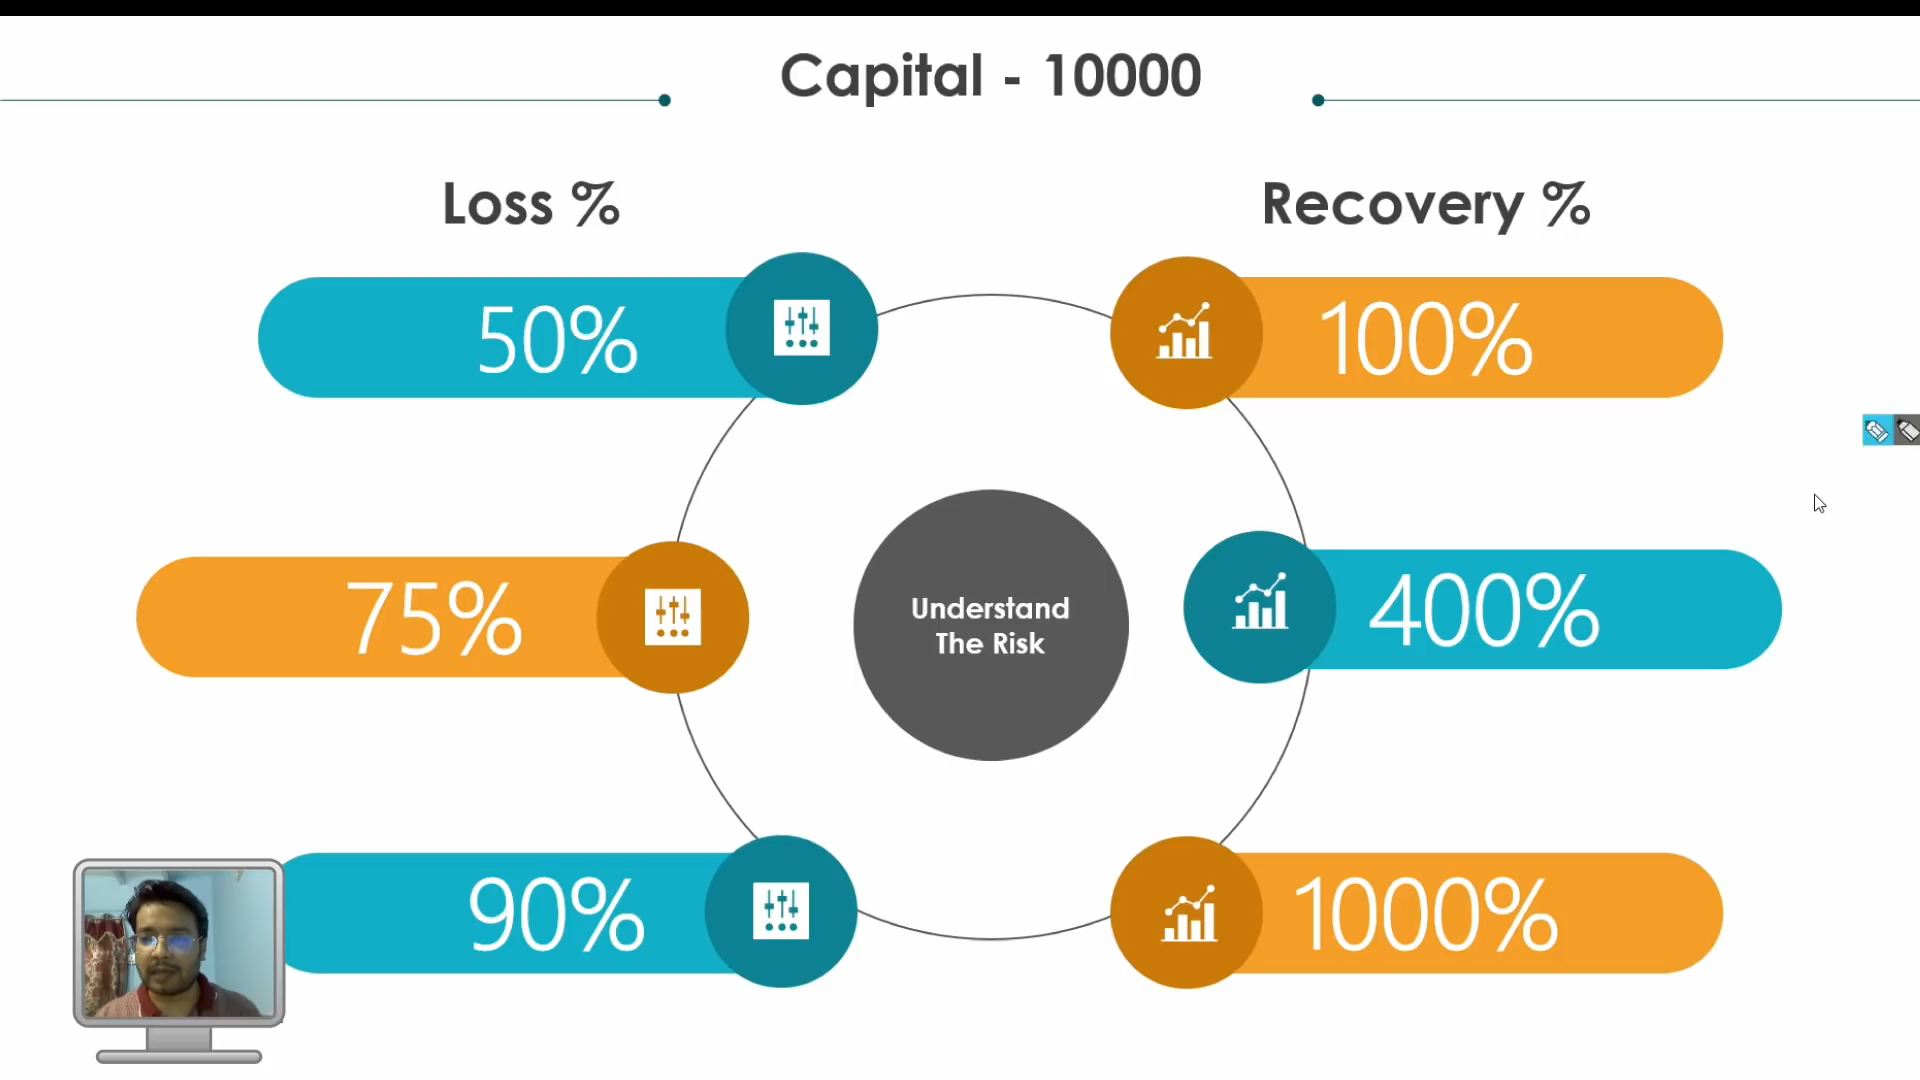 Capital - 10000
Loss %
Recovery %
50%
100%
75%
Understand
The Risk
400%
90%
1000%